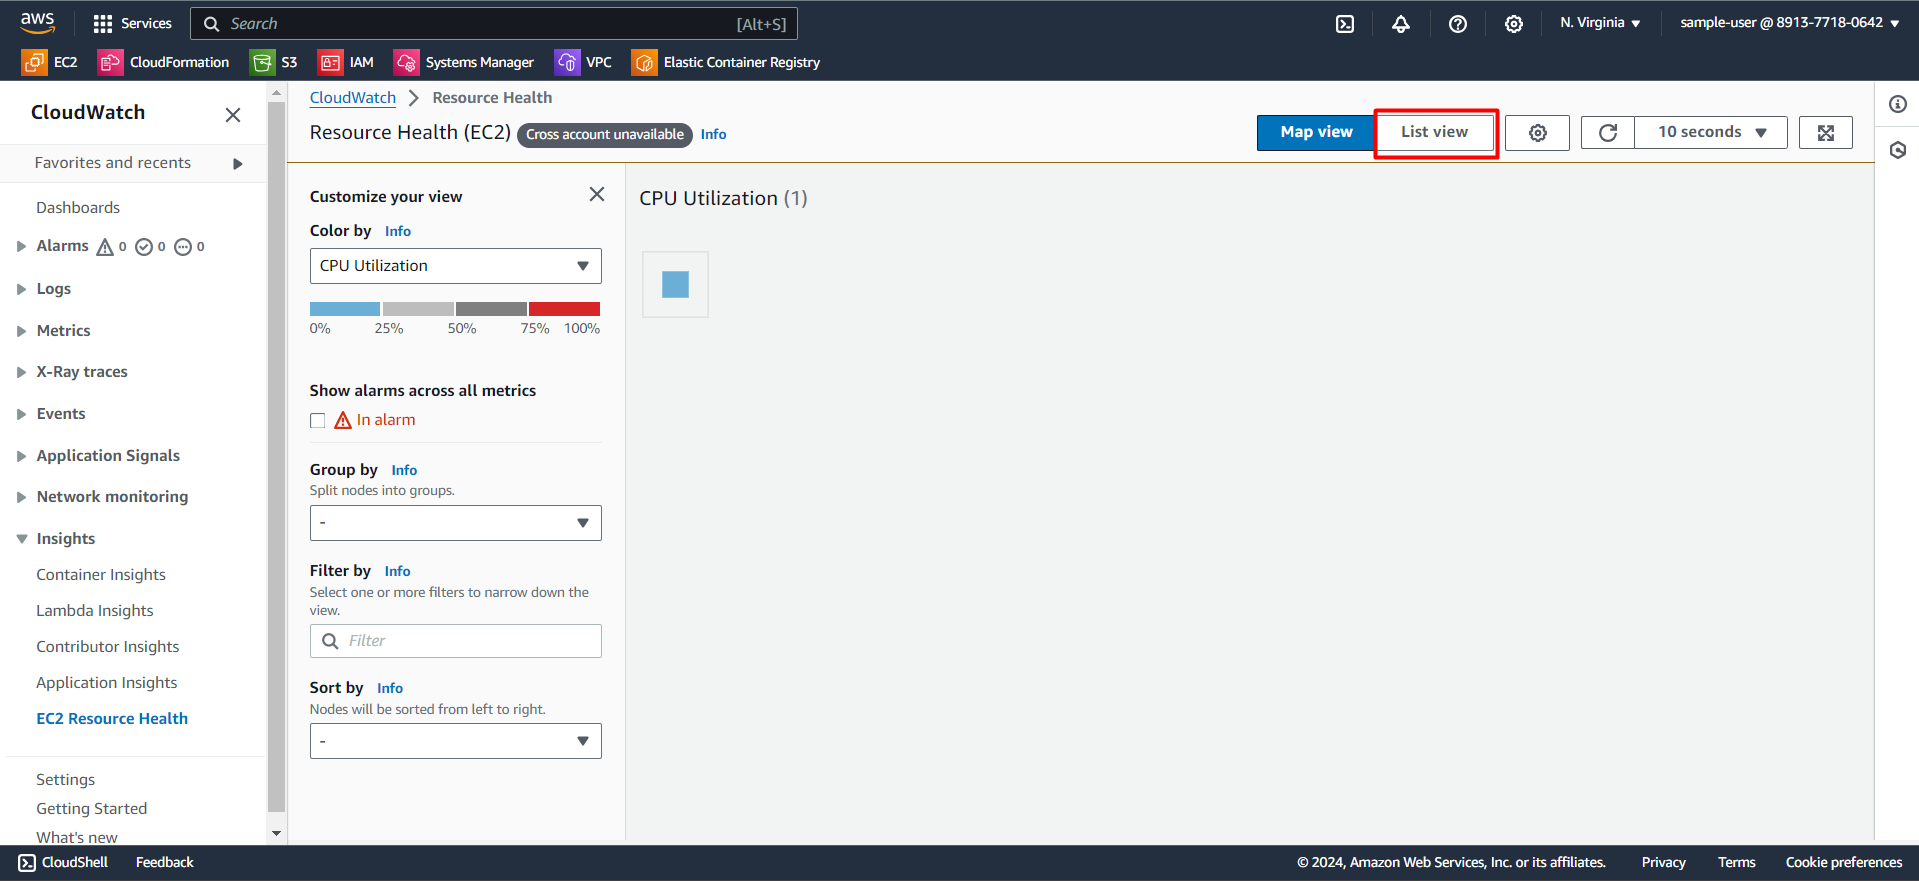 aws Services Search [Alt+S] N. Virginia sample-user @ 8913-7718-0642
EC2 CloudFormation S3 IAM Systems Manager VPC Elastic Container Registry
CloudWatch
Favorites and recents
Dashboards
Alarms 0 0 0
Logs
Metrics
X-Ray traces
Events
Application Signals
Network monitoring
Insights
Container Insights
Lambda Insights
Contributor Insights
Application Insights
EC2 Resource Health
Settings
Getting Started
What's new
CloudWatch Resource Health
Resource Health (EC2) Cross account unavailable Info
Map view List view 10 seconds
Customize your view
Color by Info
CPU Utilization
0% 25% 50% 75% 100%
Show alarms across all metrics
In alarm
Group by Info
Split nodes into groups.
-
Filter by Info
Select one or more filters to narrow down the
view.
Filter
Sort by Info
Nodes will be sorted from left to right.
-
CPU Utilization (1)
CloudShell Feedback © 2024, Amazon Web Services, Inc. or its affiliates. Privacy Terms Cookie preferences